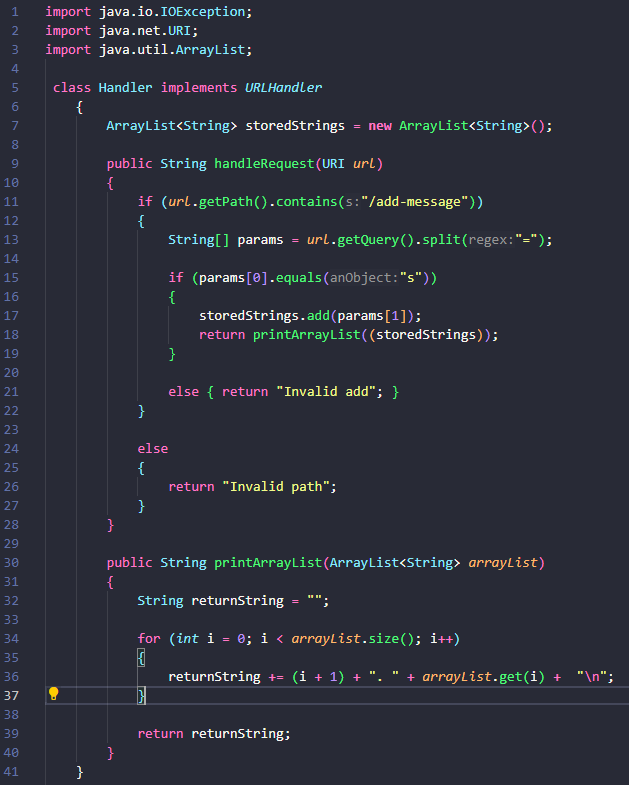 1 import java.io.IOException;
2 import java.net.URI;
3 import java.util.ArrayList;
4
5 class Handler implements URLHandler
6 {
7 ArrayList<String> storedStrings = new ArrayList<String>();
8
9 public String handleRequest(URI url)
10 {
11 if (url.getPath().contains(s:"/add-message"))
12 {
13 String[] params = url.getQuery().split(regex:"=");
14
15 if (params[0].equals(anObject:"s"))
16 {
17 storedStrings.add(params[1]);
18 return printArrayList((storedStrings));
19 }
20
21 else { return "Invalid add"; }
22 }
23
24 else
25 {
26 return "Invalid path";
27 }
28 }
29
30 public String printArrayList(ArrayList<String> arrayList)
31 {
32 String returnString = "";
33
34 for (int i = 0; i < arrayList.size(); i++)
35 {
36 returnString += (i + 1) + ". " + arrayList.get(i) +  "\n";
37 }
38
39 return returnString;
40 }
41 }